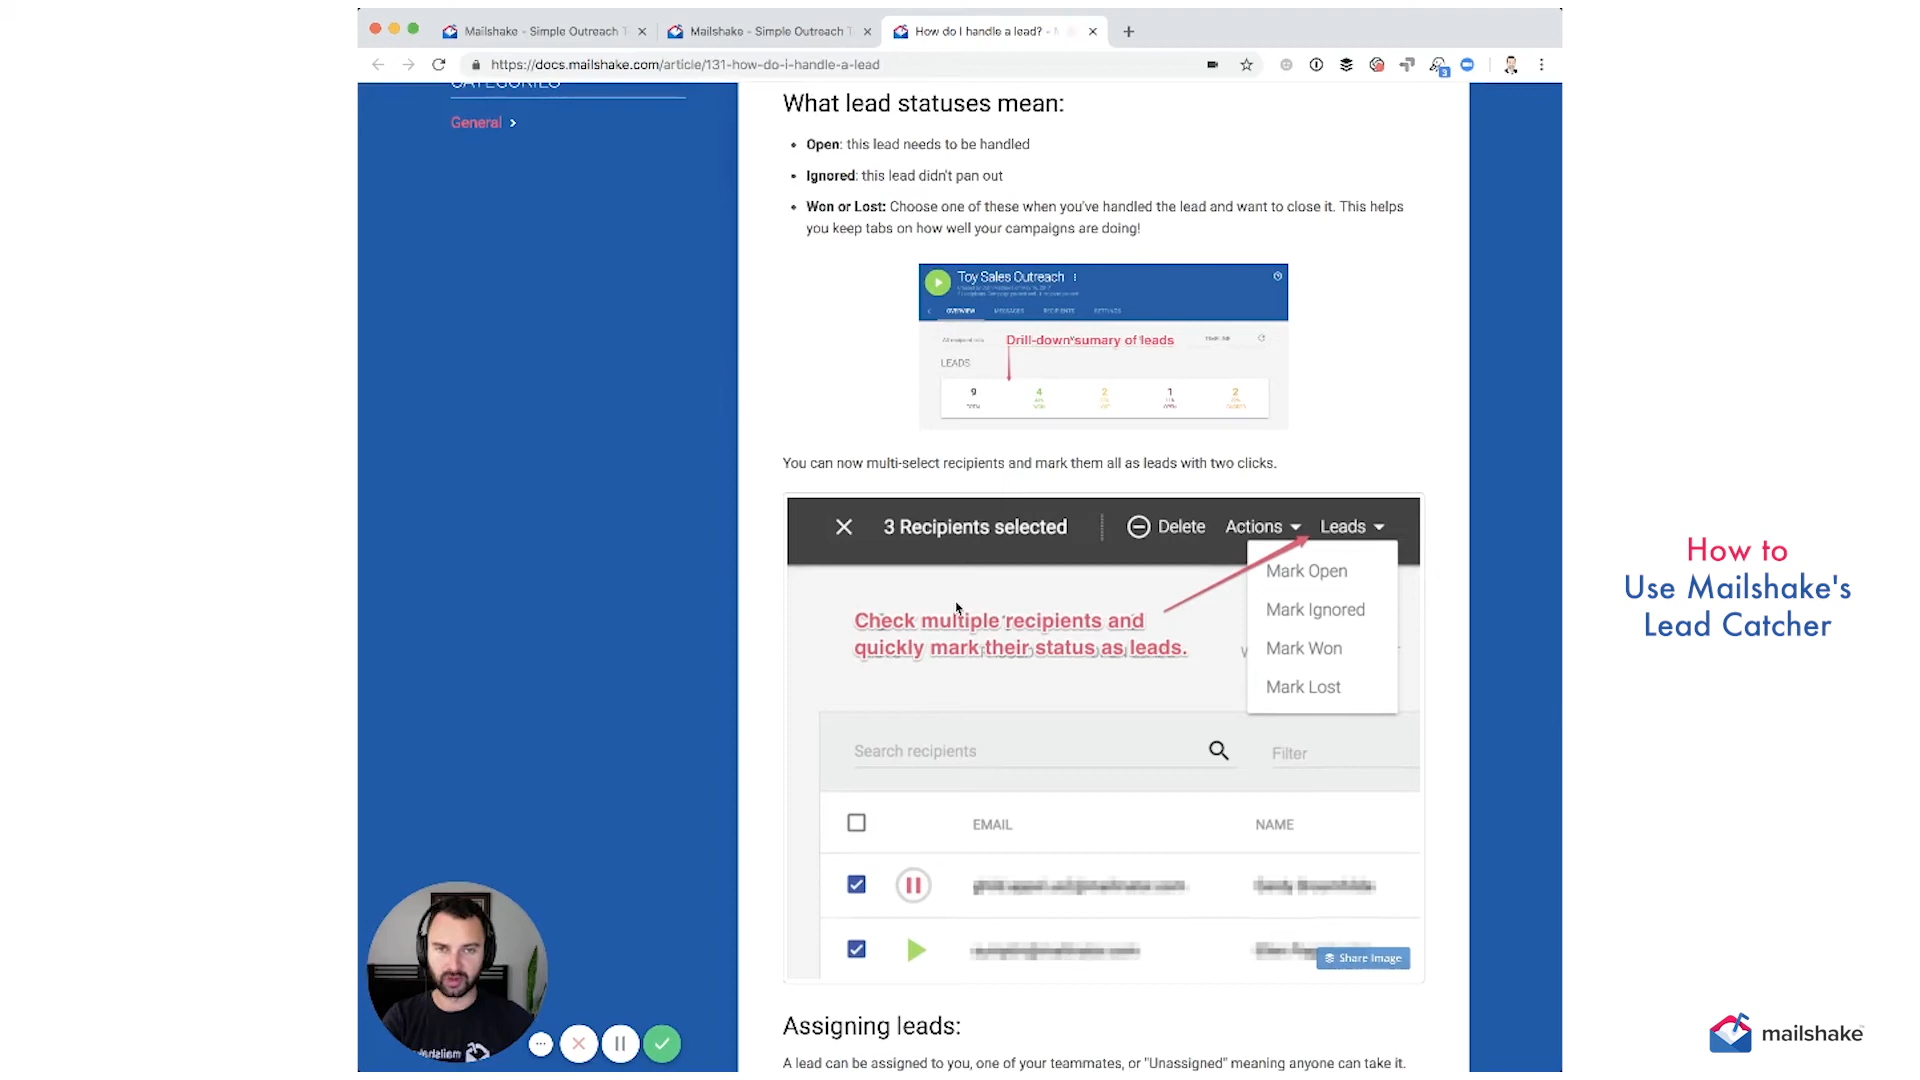 Mailshake - Simple Outreach T
Mailshake - Simple Outreach T
How do I handle a lead? - M
https://docs.mailshake.com/article/131-how-do-i-handle-a-lead
3
CATEGORIES
General
What lead statuses mean:
Open: this lead needs to be handled
Ignored: this lead didn't pan out
Won or Lost: Choose one of these when you've handled the lead and want to close it. This helps
you keep tabs on how well your campaigns are doing!
Toy Sales Outreach
OVERVIEW MESSAGES RECIPIENTS SETTINGS
Drill-down sumary of leads
LEADS
9 4 2 1 2
You can now multi-select recipients and mark them all as leads with two clicks.
3 Recipients selected Delete Actions Leads
Mark Open
Mark Ignored
Mark Won
Mark Lost
Check multiple recipients and
quickly mark their status as leads.
Search recipients Filter
EMAIL NAME
Share Image
Assigning leads:
A lead can be assigned to you, one of your teammates, or "Unassigned" meaning anyone can take it.
How to
Use Mailshake's
Lead Catcher
mailshake